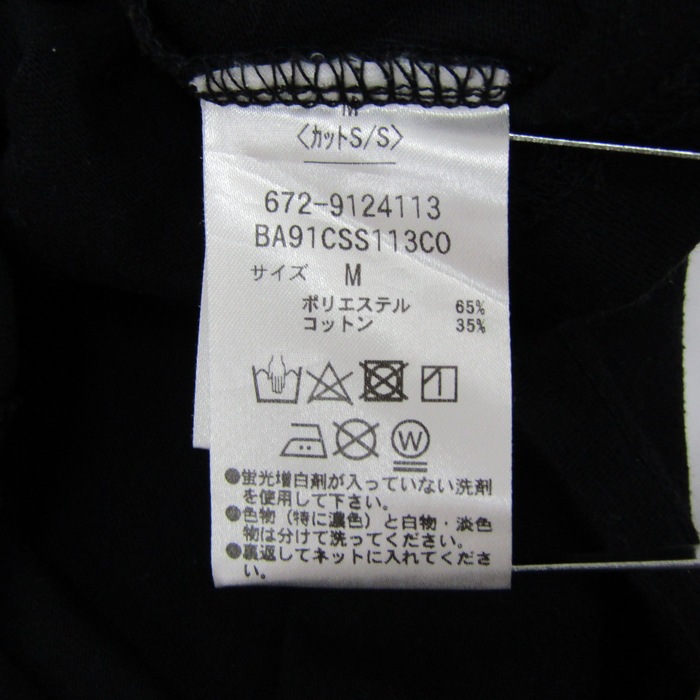 M
〈カットS/S〉
672-9124113
BA91CSS113CO
サイズ M
ポリエステル 65%
コットン 35%
W
●蛍光増白剤が入っていない洗剤
を使用して下さい。
●色物（特に濃色）と白物・淡色
物は分けて洗ってください。
●裏返してネットに入れてくださ
い。